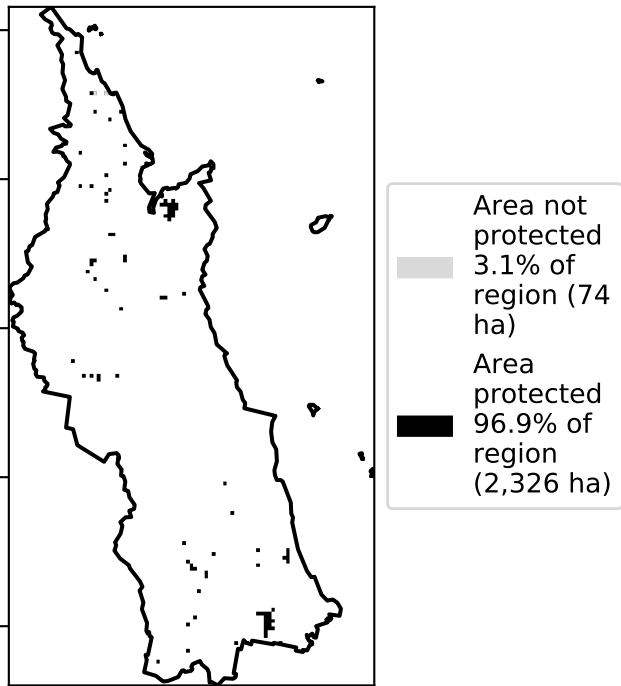 Area not
protected
3.1% of
region (74
ha)
Area
protected
96.9% of
region
(2,326 ha)